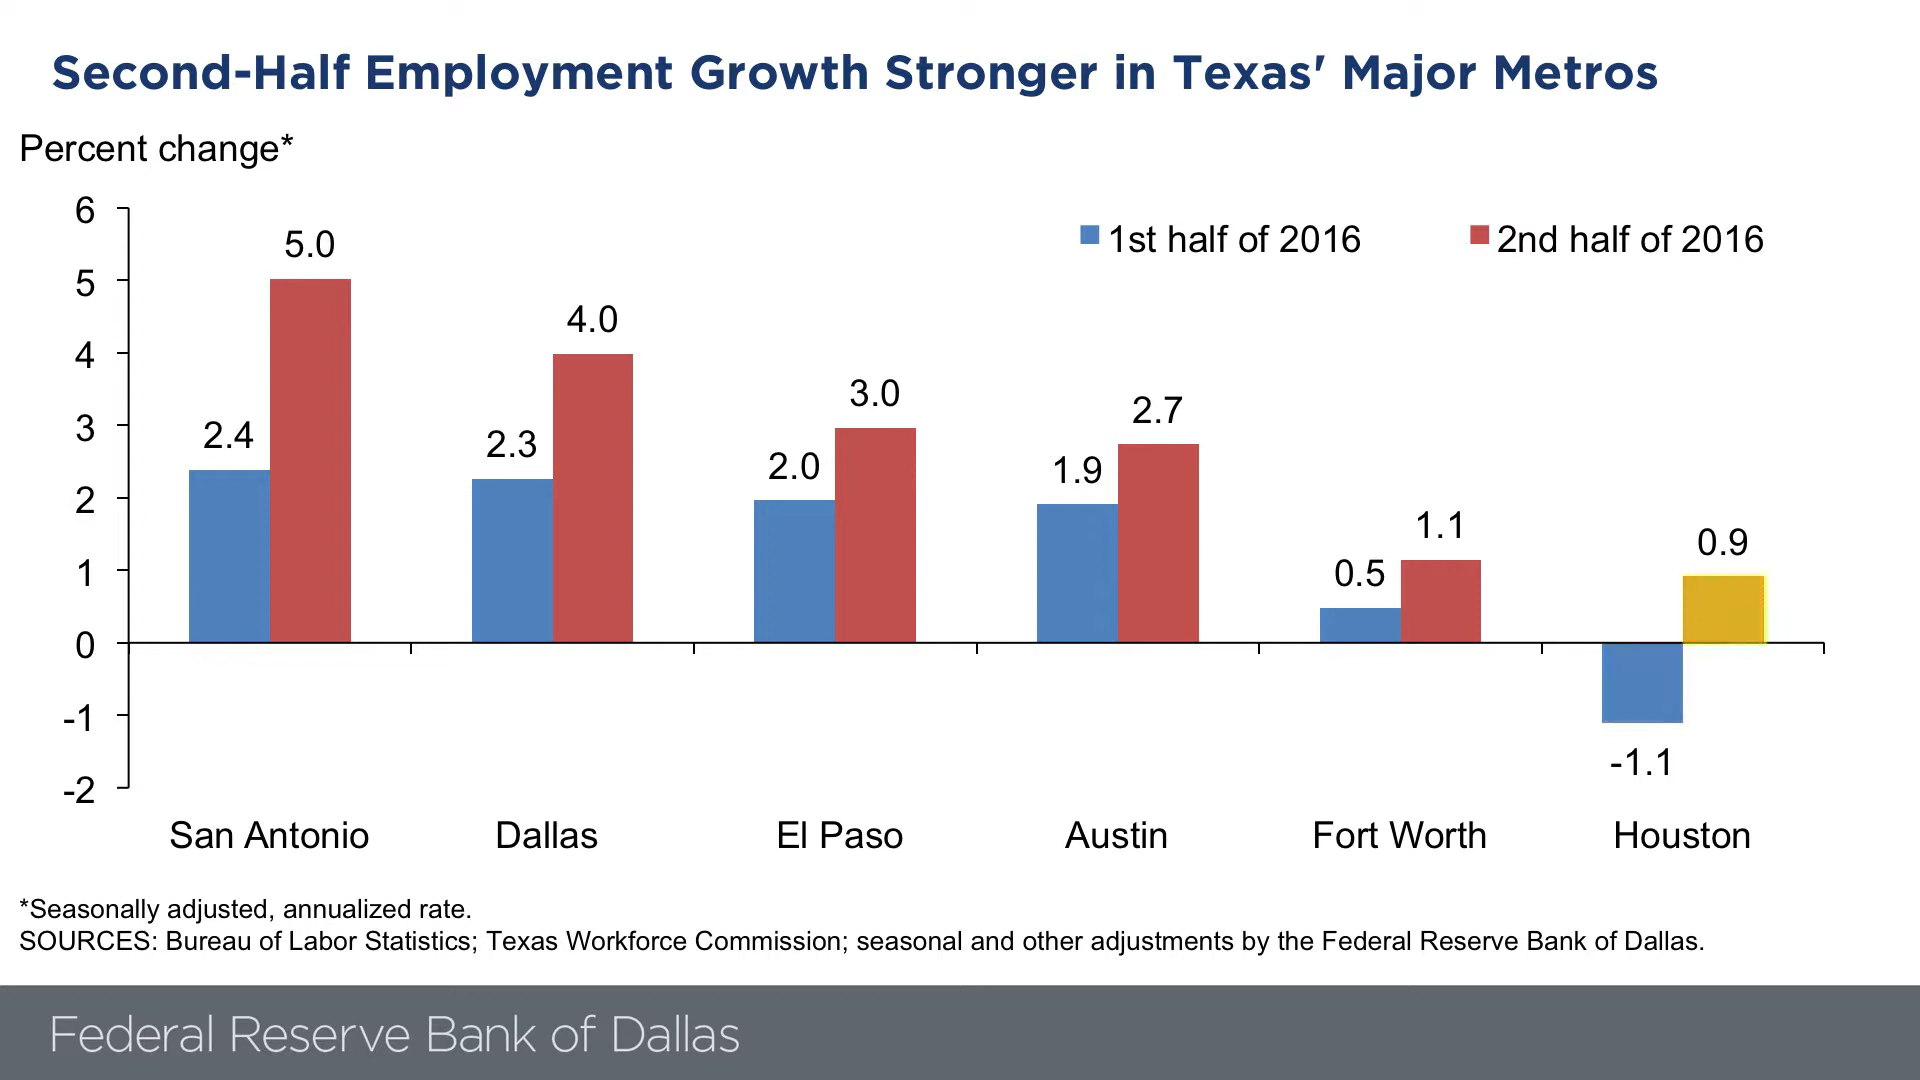 Second-Half Employment Growth Stronger in Texas' Major Metros
Percent change*
1st half of 2016
2nd half of 2016
6
5
4
3
2
1
0
-1
-2
2.4
5.0
2.3
4.0
2.0
3.0
1.9
2.7
0.5
1.1
-1.1
0.9
San Antonio
Dallas
El Paso
Austin
Fort Worth
Houston
*Seasonally adjusted, annualized rate.
SOURCES: Bureau of Labor Statistics; Texas Workforce Commission; seasonal and other adjustments by the Federal Reserve Bank of Dallas.
Federal Reserve Bank of Dallas